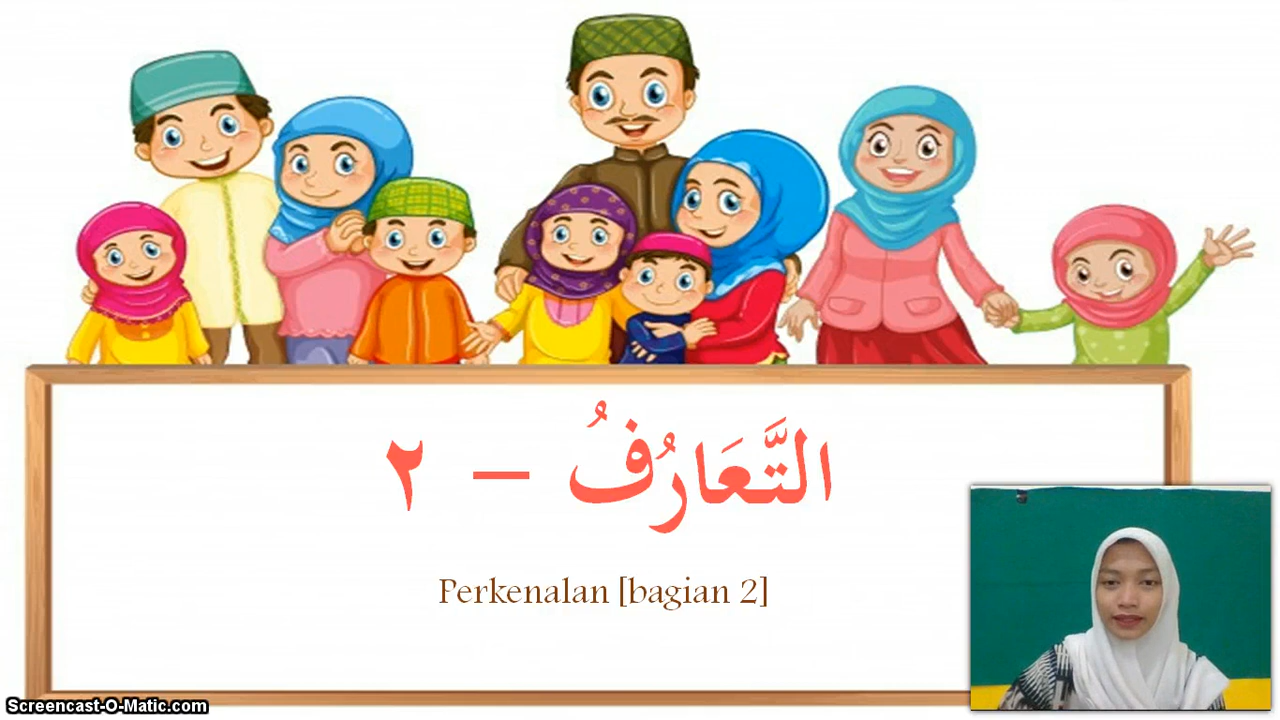 التَّعَارُفُ – ٢
Perkenalan [bagian 2]
Screencast-O-Matic.com